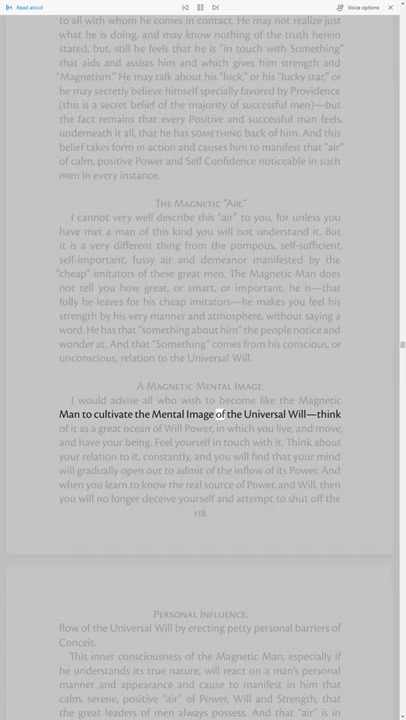 Read aloud
Voice options
to all with whom he comes in contact. He may not realize just
what he is doing, and may know nothing of the truth herein
stated, but, still he feels that he is “in touch with Something”
that aids and assists him and which gives him strength and
“Magnetism.” He may talk about his “luck,” or his “lucky star,” or
he may secretly believe himself specially favored by Providence
(this is a secret belief of the majority of successful men)—but
the fact remains that every Positive and successful man feels,
underneath it all, that he has SOMETHING back of him. And this
belief takes form in action and causes him to manifest that “air”
of calm, positive Power and Self Confidence noticeable in such
men in every instance.
The Magnetic “Air.”
I cannot very well describe this “air” to you, for unless you
have met a man of this kind you will not understand it. But
it is a very different thing from the pompous, self-sufficient,
self-important, fussy air and demeanor manifested by the
“cheap” imitators of these great men. The Magnetic Man does
not tell you how great, or smart, or important, he is—that
folly he leaves for his cheap imitators—he makes you feel his
strength by his very manner and atmosphere, without saying a
word. He has that “something about him” the people notice and
wonder at. And that “Something” comes from his conscious, or
unconscious, relation to the Universal Will.
A Magnetic Mental Image.
I would advise all who wish to become like the Magnetic
Man to cultivate the Mental Image of the Universal Will—think
of it as a great ocean of Will Power, in which you live, and move,
and have your being. Feel yourself in touch with it. Think about
your relation to it, constantly, and you will find that your mind
will gradually open out to admit of the inflow of its Power. And
when you learn to know the real source of Power, and Will, then
you will no longer deceive yourself and attempt to shut off the
118
Personal Influence.
flow of the Universal Will by erecting petty personal barriers of
Conceit.
This inner consciousness of the Magnetic Man, especially if
he understands its true nature, will react on a man’s personal
manner and appearance and cause to manifest in him that
calm, serene, positive “air” of Power, Will and Strength, that
the great leaders of men always possess. And that “air” is in